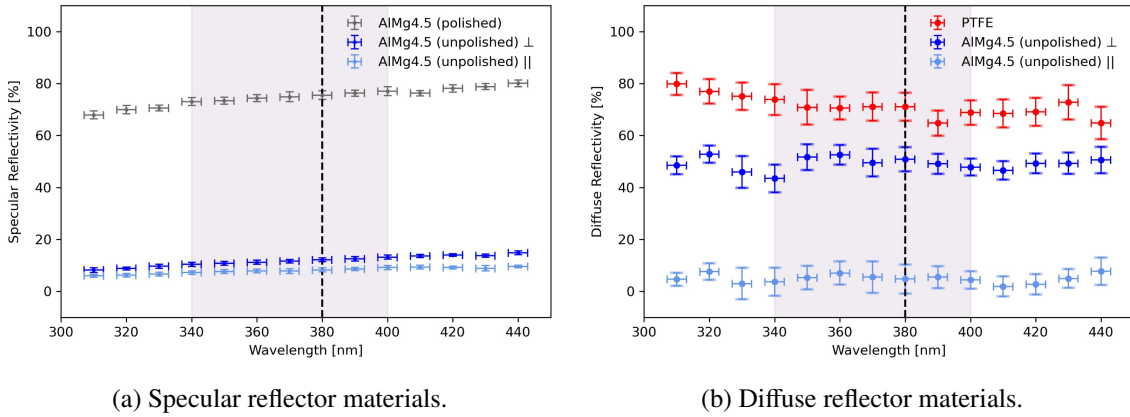 AlMg4.5 (polished)
AlMg4.5 (unpolished) ⊥
AlMg4.5 (unpolished) ||
Specular Reflectivity [%]
100
80
60
40
20
0
300 320 340 360 380 400 420 440
Wavelength [nm]
(a) Specular reflector materials.
PTFE
AlMg4.5 (unpolished) ⊥
AlMg4.5 (unpolished) ||
Diffuse Reflectivity [%]
100
80
60
40
20
0
300 320 340 360 380 400 420 440
Wavelength [nm]
(b) Diffuse reflector materials.